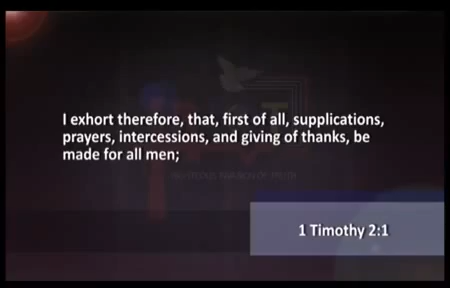 I exhort therefore, that, first of all, supplications,
prayers, intercessions, and giving of thanks, be
made for all men;
1 Timothy 2:1